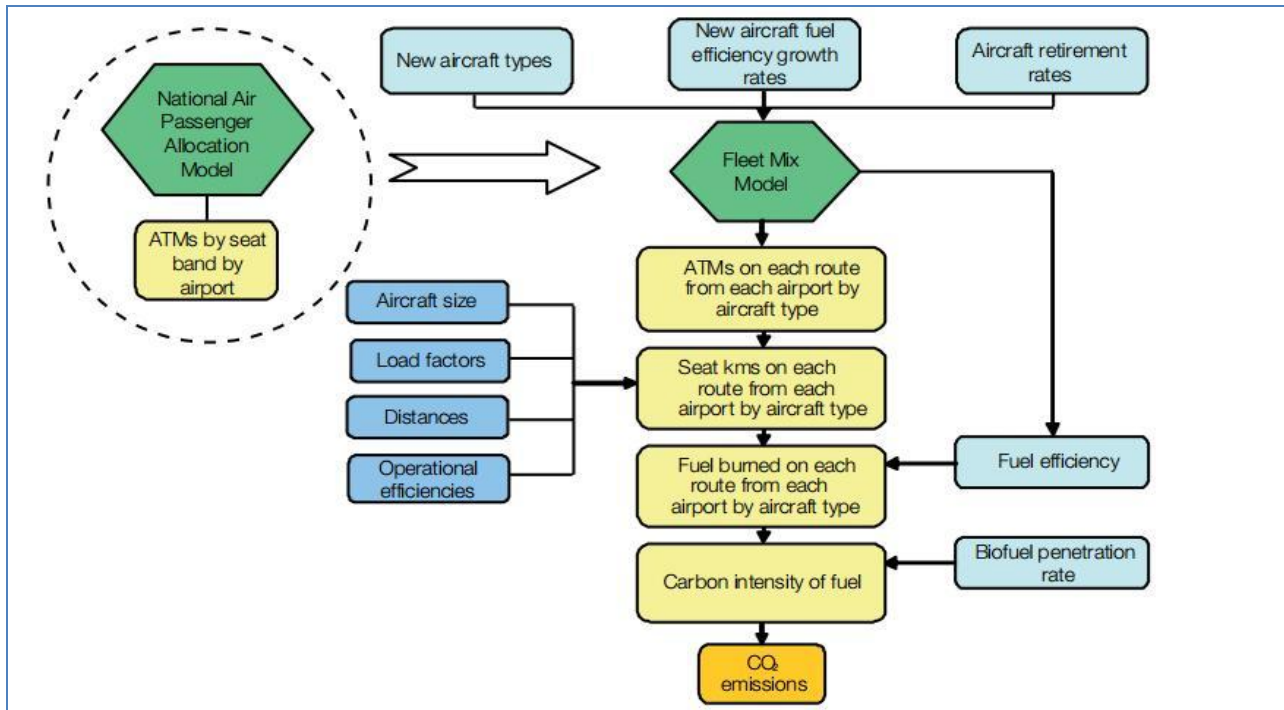 National Air
Passenger
Allocation
Model
ATMs by seat
band by
airport
New aircraft types
New aircraft fuel
efficiency growth
rates
Aircraft retirement
rates
Fleet Mix
Model
ATMs on each route
from each airport by
aircraft type
Aircraft size
Load factors
Distances
Operational
efficiencies
Seat kms on each
route from each
airport by aircraft type
Fuel burned on each
route from each
airport by aircraft type
Fuel efficiency
Carbon intensity of fuel
Biofuel penetration
rate
CO₂
emissions